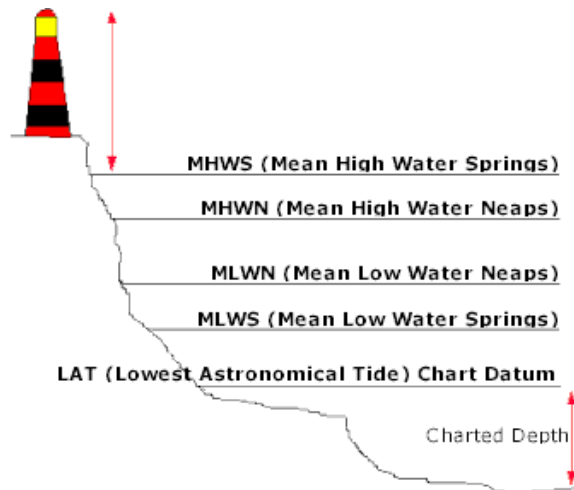 MHWS (Mean High Water Springs)
MHWN (Mean High Water Neaps)
MLWN (Mean Low Water Neaps)
MLWS (Mean Low Water Springs)
LAT (Lowest Astronomical Tide) Chart Datum
Charted Depth